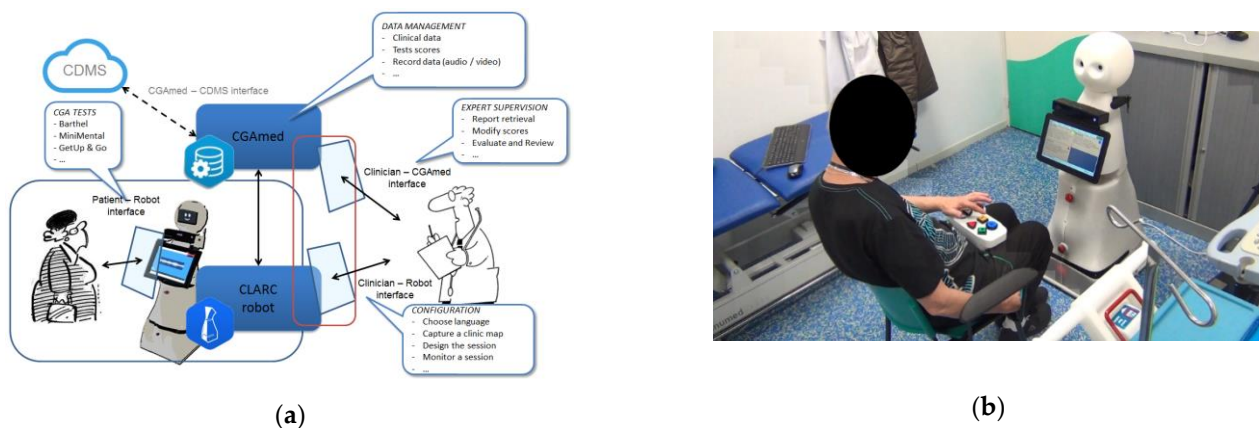 DATA MANAGEMENT
- Clinical data
- Tests scores
- Record data (audio / video)
- ...
CDMS
CGAmed – CDMS interface
CGA TESTS
- Barthel
- MiniMental
- GetUp & Go
- ...
CGAmed
EXPERT SUPERVISION
- Report retrieval
- Modify scores
- Evaluate and Review
- ...
Clinician – CGAmed
interface
Patient – Robot
interface
CLARC
robot
Clinician – Robot
interface
CONFIGURATION
- Choose language
- Capture a clinic map
- Design the session
- Monitor a session
- ...
(a)
numed
(b)